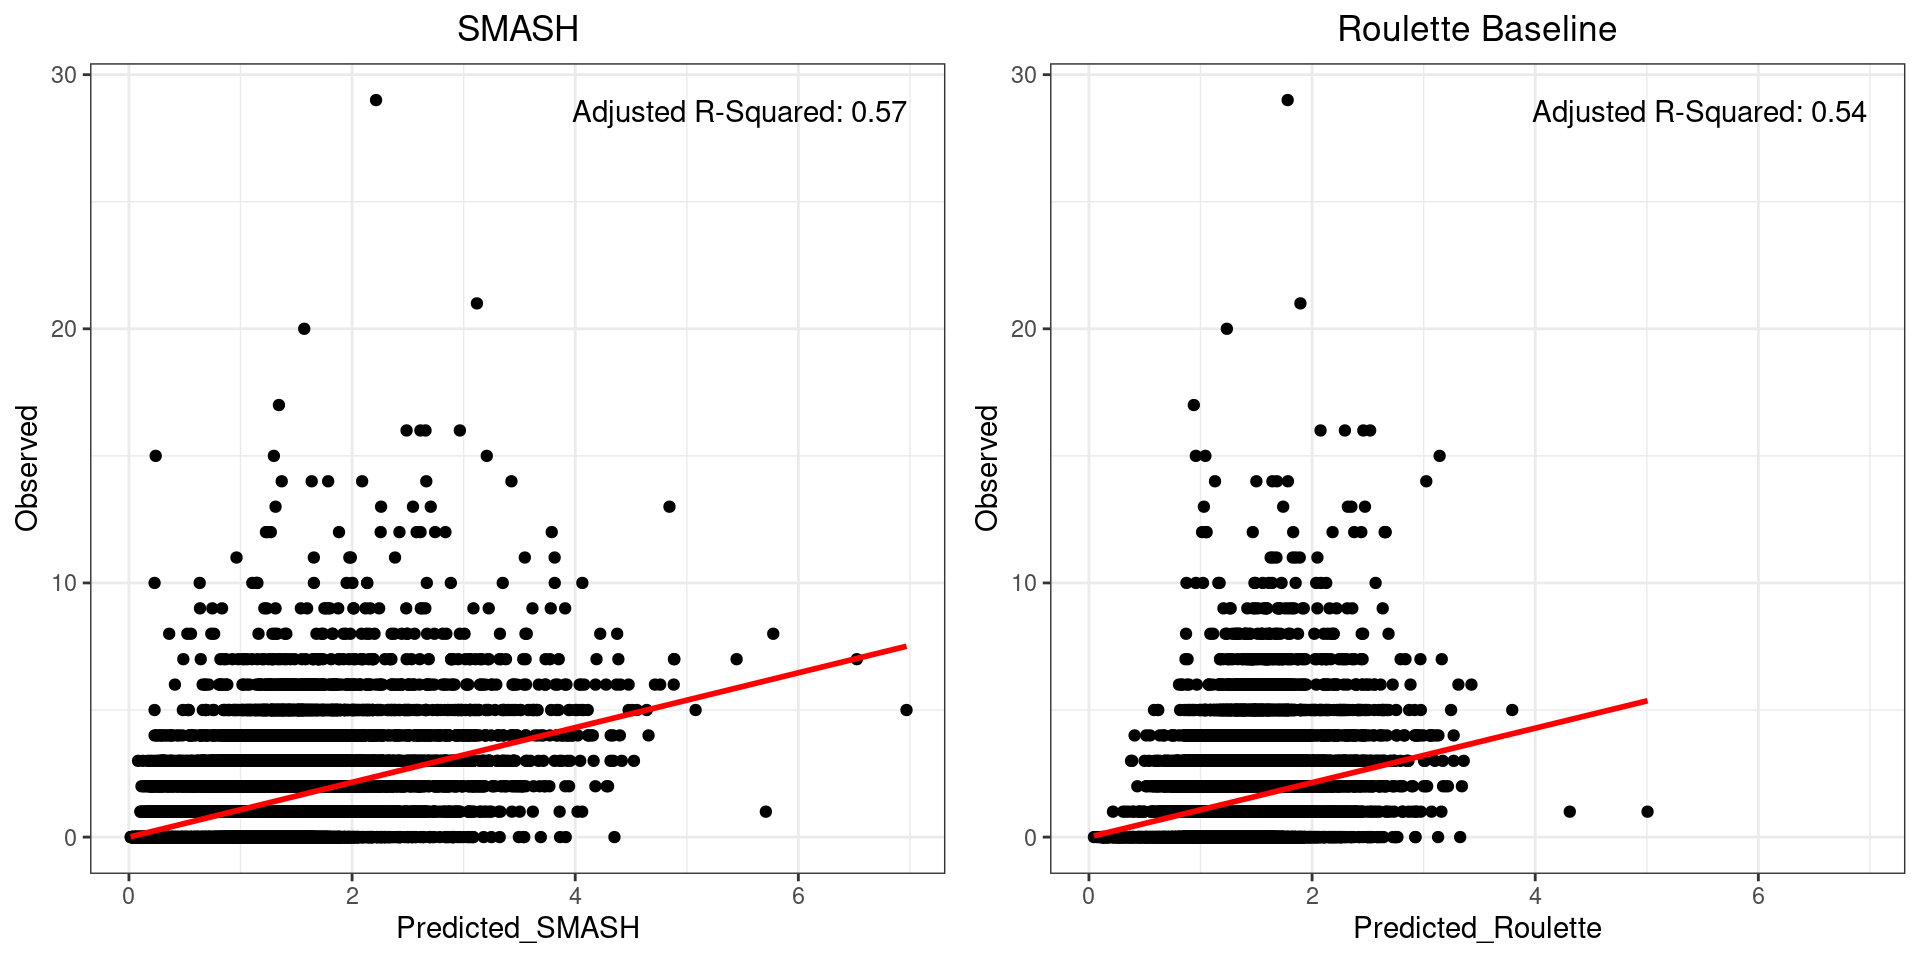 SMASH
Adjusted R-Squared: 0.57
Observed
30
20
10
0
0 2 4 6
Predicted_SMASH
Roulette Baseline
Adjusted R-Squared: 0.54
Observed
30
20
10
0
0 2 4 6
Predicted_Roulette